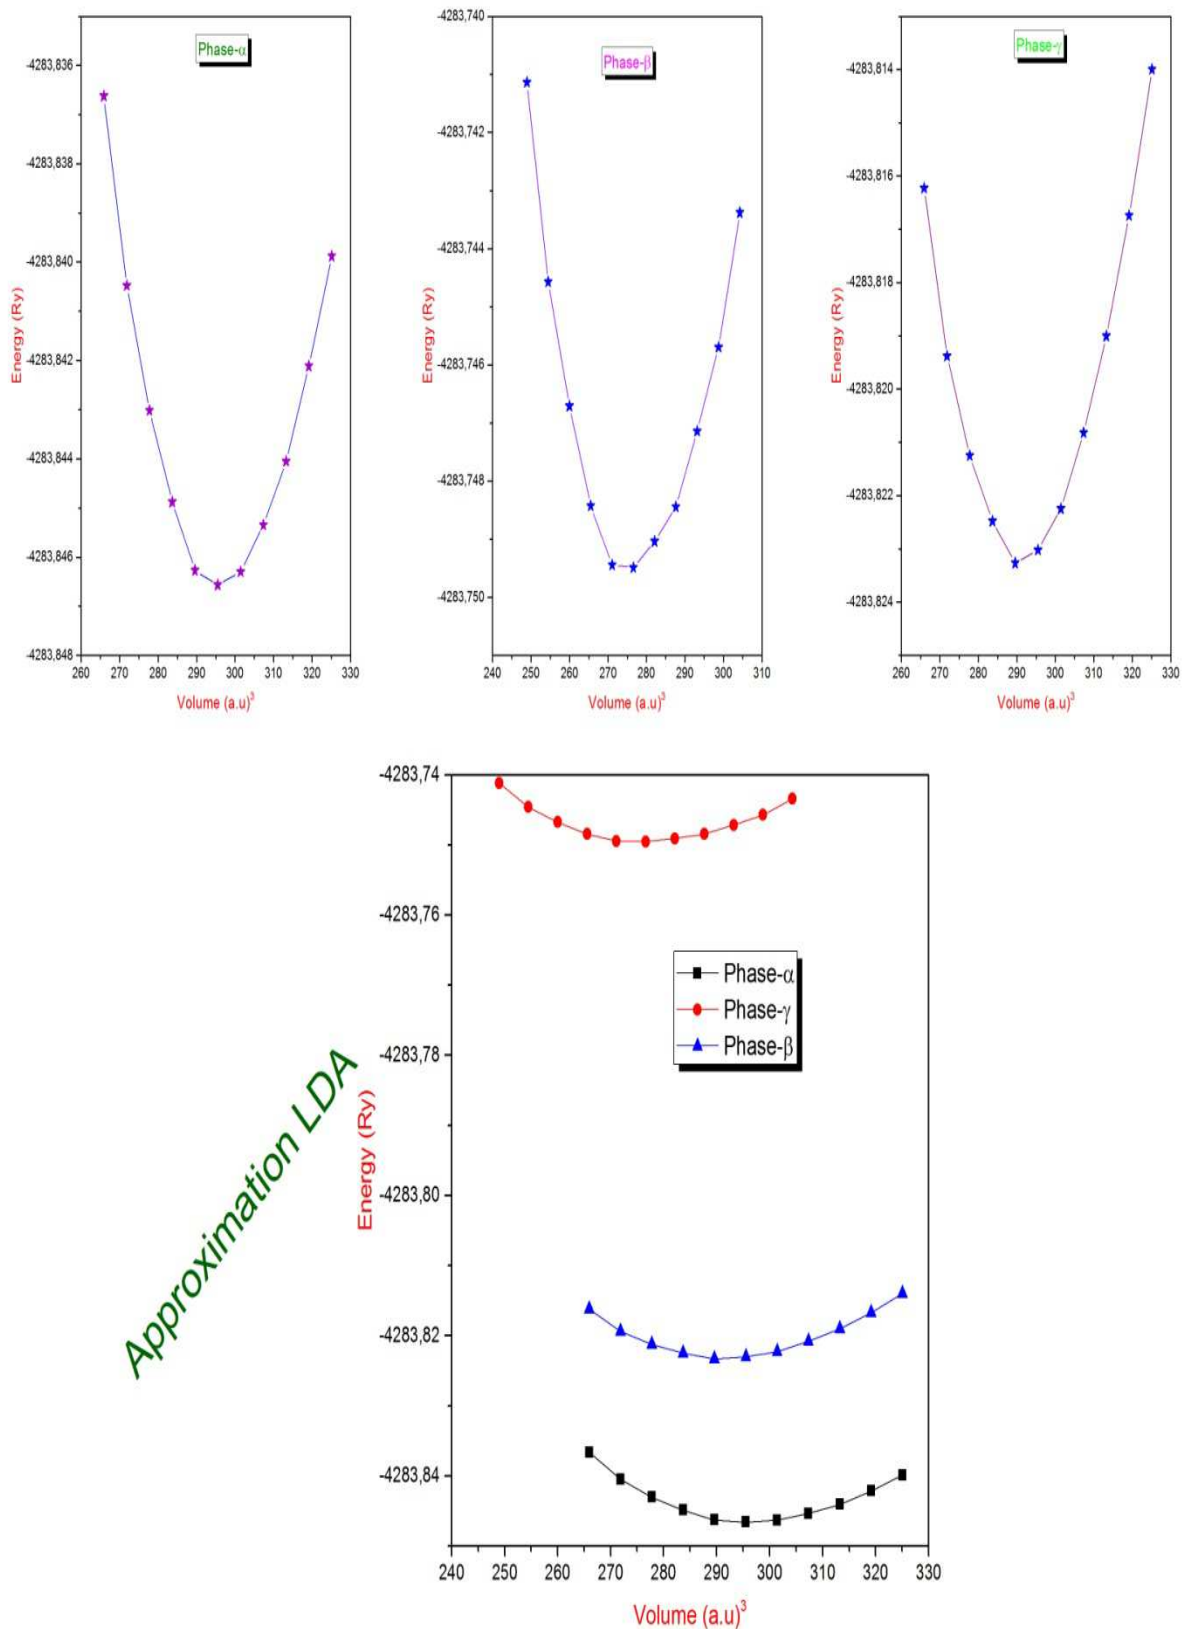 Phase-α
-4283,836
-4283,838
-4283,840
-4283,842
-4283,844
-4283,846
-4283,848
Energy (Ry)
260 270 280 290 300 310 320 330
Volume (a.u)³
Phase-β
-4283,740
-4283,742
-4283,744
-4283,746
-4283,748
-4283,750
Energy (Ry)
240 250 260 270 280 290 300 310
Volume (a.u)³
Phase-γ
-4283,814
-4283,816
-4283,818
-4283,820
-4283,822
-4283,824
Energy (Ry)
260 270 280 290 300 310 320 330
Volume (a.u)³
Approximation LDA
-4283,74
-4283,76
-4283,78
-4283,80
-4283,82
-4283,84
Energy (Ry)
Phase-α
Phase-γ
Phase-β
240 250 260 270 280 290 300 310 320 330
Volume (a.u)³